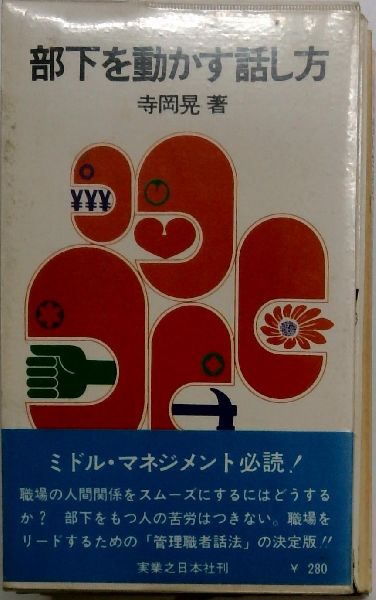 部下を動かす話し方
寺岡晃 著
¥¥¥
ミドル・マネジメント必読!
職場の人間関係をスムーズにするにはどうする
か? 部下をもつ人の苦労はつきない。職場を
リードするための「管理職者話法」の決定版!!
実業之日本社刊 ¥ 280